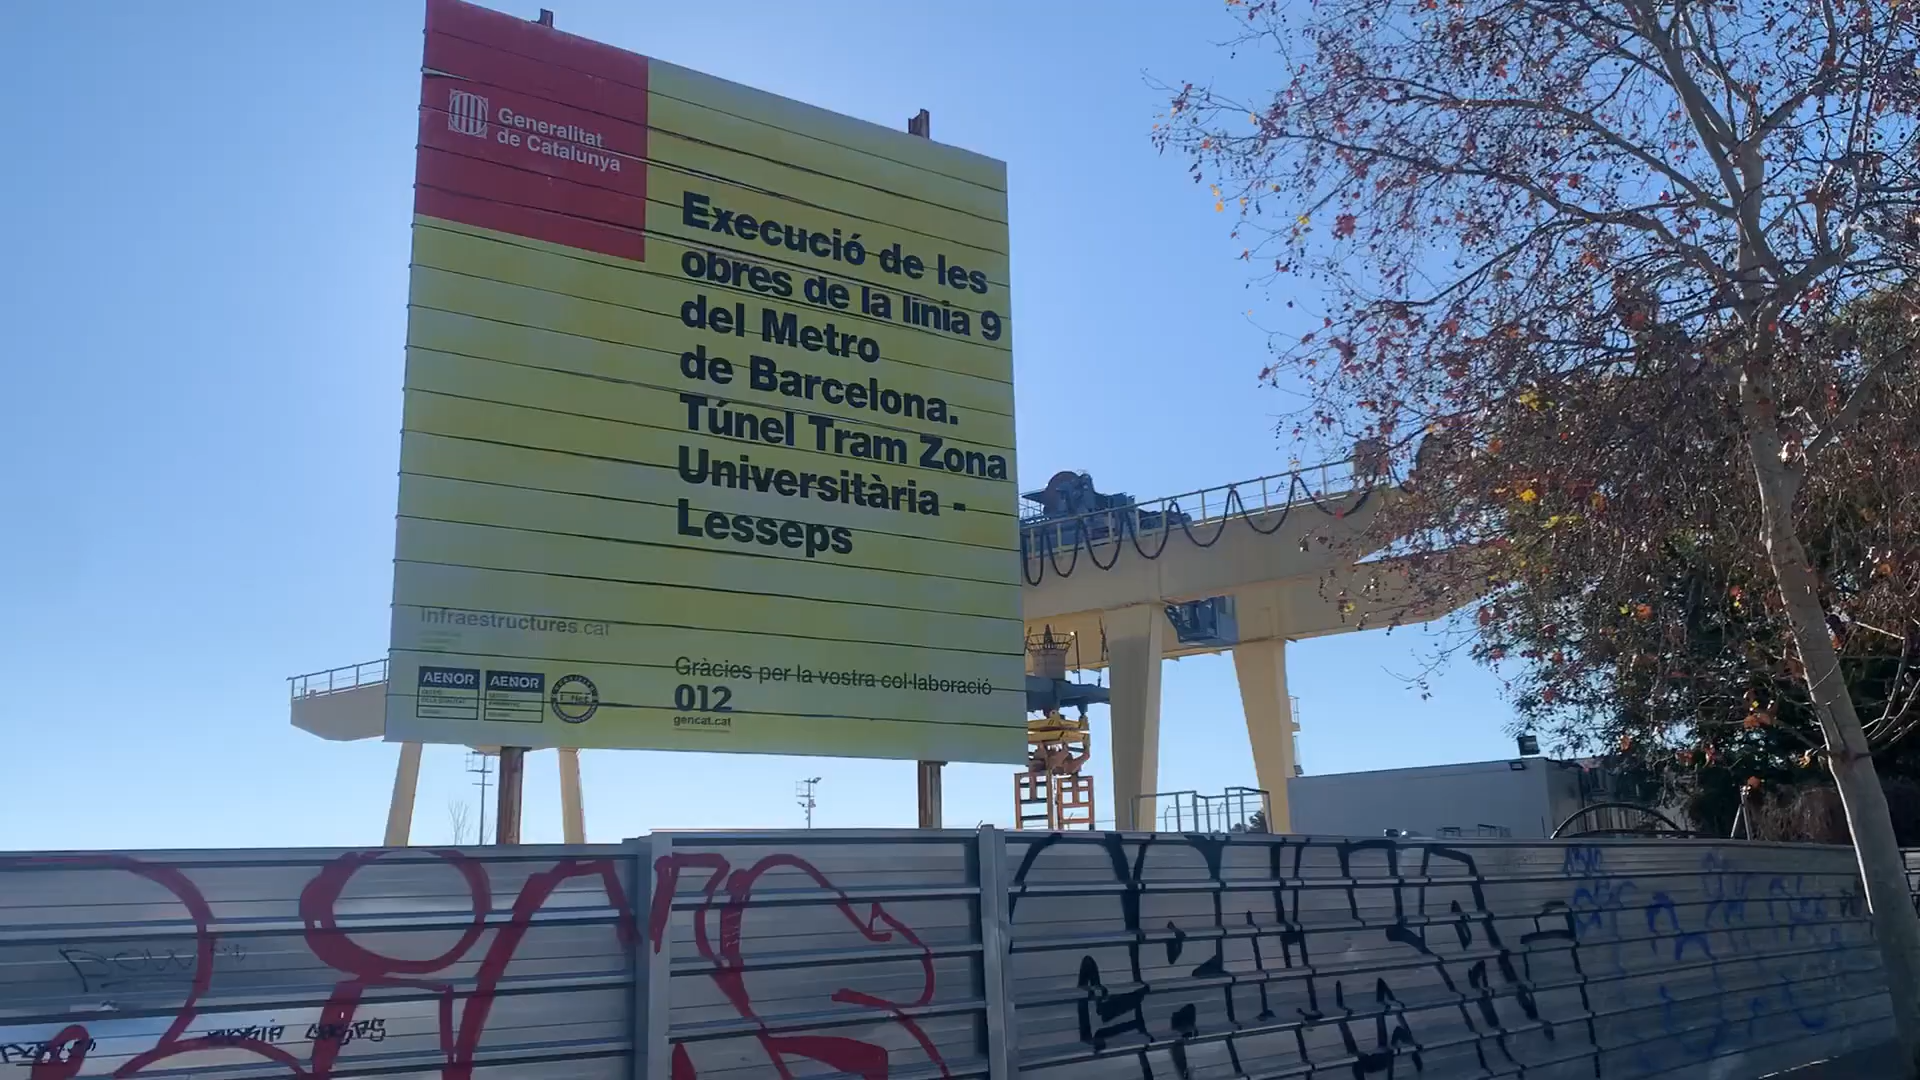 Generalitat
de Catalunya
Execució de les
obres de la línia 9
del Metro
de Barcelona.
Túnel Tram Zona
Universitària -
Lesseps
infraestructures.cat
AENOR
AENOR
Gràcies per la vostra col·laboració
012
gencat.cat